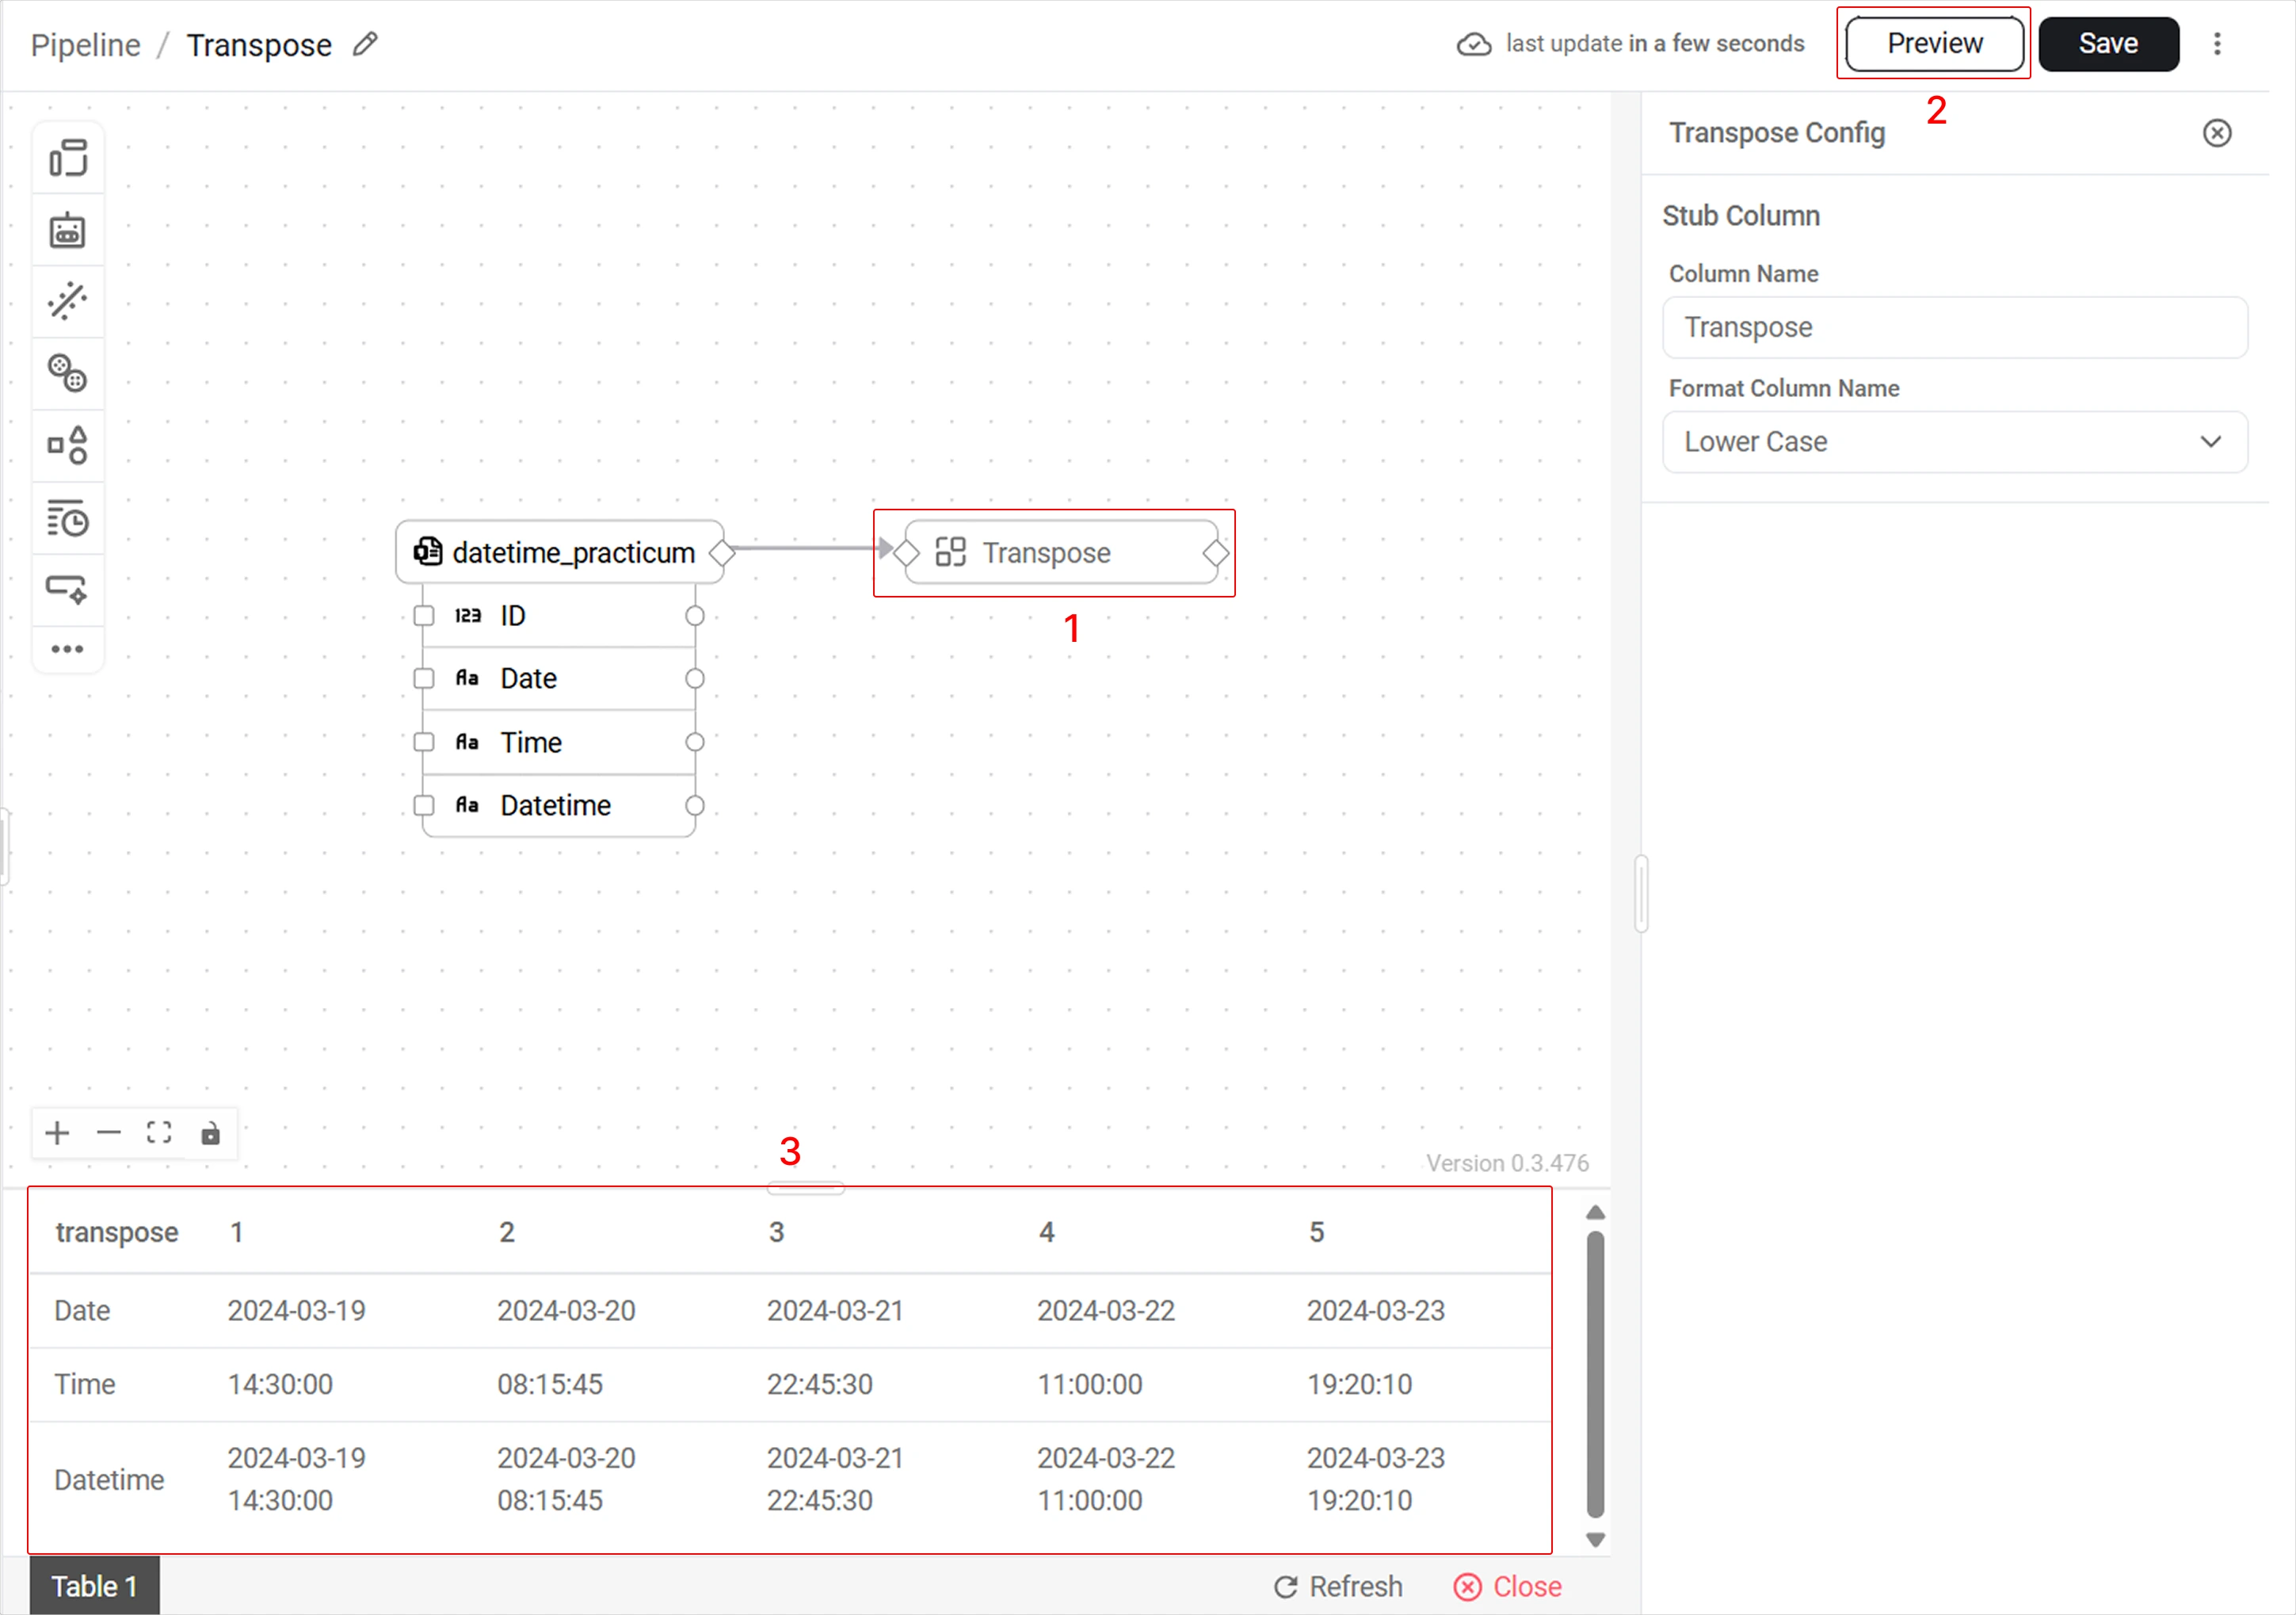 Pipeline / Transpose
last update in a few seconds
Preview
Save
2
Transpose Config
Stub Column
Column Name
Transpose
Format Column Name
Lower Case
datetime_practicum
Transpose
1
123 ID
Aa Date
Aa Time
Aa Datetime
3
Version 0.3.476
transpose 1 2 3 4 5
Date 2024-03-19 2024-03-20 2024-03-21 2024-03-22 2024-03-23
Time 14:30:00 08:15:45 22:45:30 11:00:00 19:20:10
Datetime 2024-03-19 14:30:00 2024-03-20 08:15:45 2024-03-21 22:45:30 2024-03-22 11:00:00 2024-03-23 19:20:10
Table 1
Refresh
Close